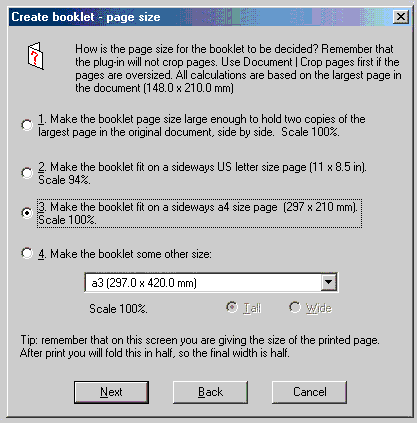 Create booklet - page size
How is the page size for the booklet to be decided? Remember that
the plug-in will not crop pages. Use Document | Crop pages first if
the pages are oversized. All calculations are based on the largest page in
the document (148.0 x 210.0 mm)
1. Make the booklet page size large enough to hold two copies of the
largest page in the original document, side by side. Scale 100%.
2. Make the booklet fit on a sideways US letter size page (11 x 8.5 in).
Scale 94%.
3. Make the booklet fit on a sideways a4 size page (297 x 210 mm).
Scale 100%.
4. Make the booklet some other size:
a3 (297.0 x 420.0 mm)
Scale 100%. Tall Wide
Tip: remember that on this screen you are giving the size of the printed page.
After print you will fold this in half, so the final width is half.
Next Back Cancel